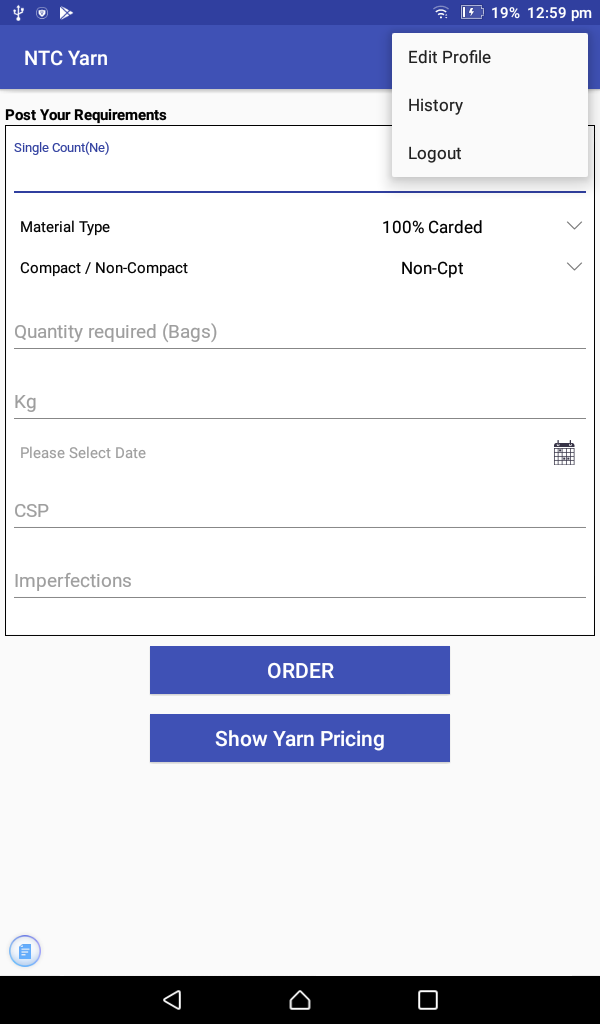 19% 12:59 pm
NTC Yarn
Edit Profile
History
Logout
Post Your Requirements
Single Count(Ne)
Material Type 100% Carded
Compact / Non-Compact Non-Cpt
Quantity required (Bags)
Kg
Please Select Date
CSP
Imperfections
ORDER
Show Yarn Pricing